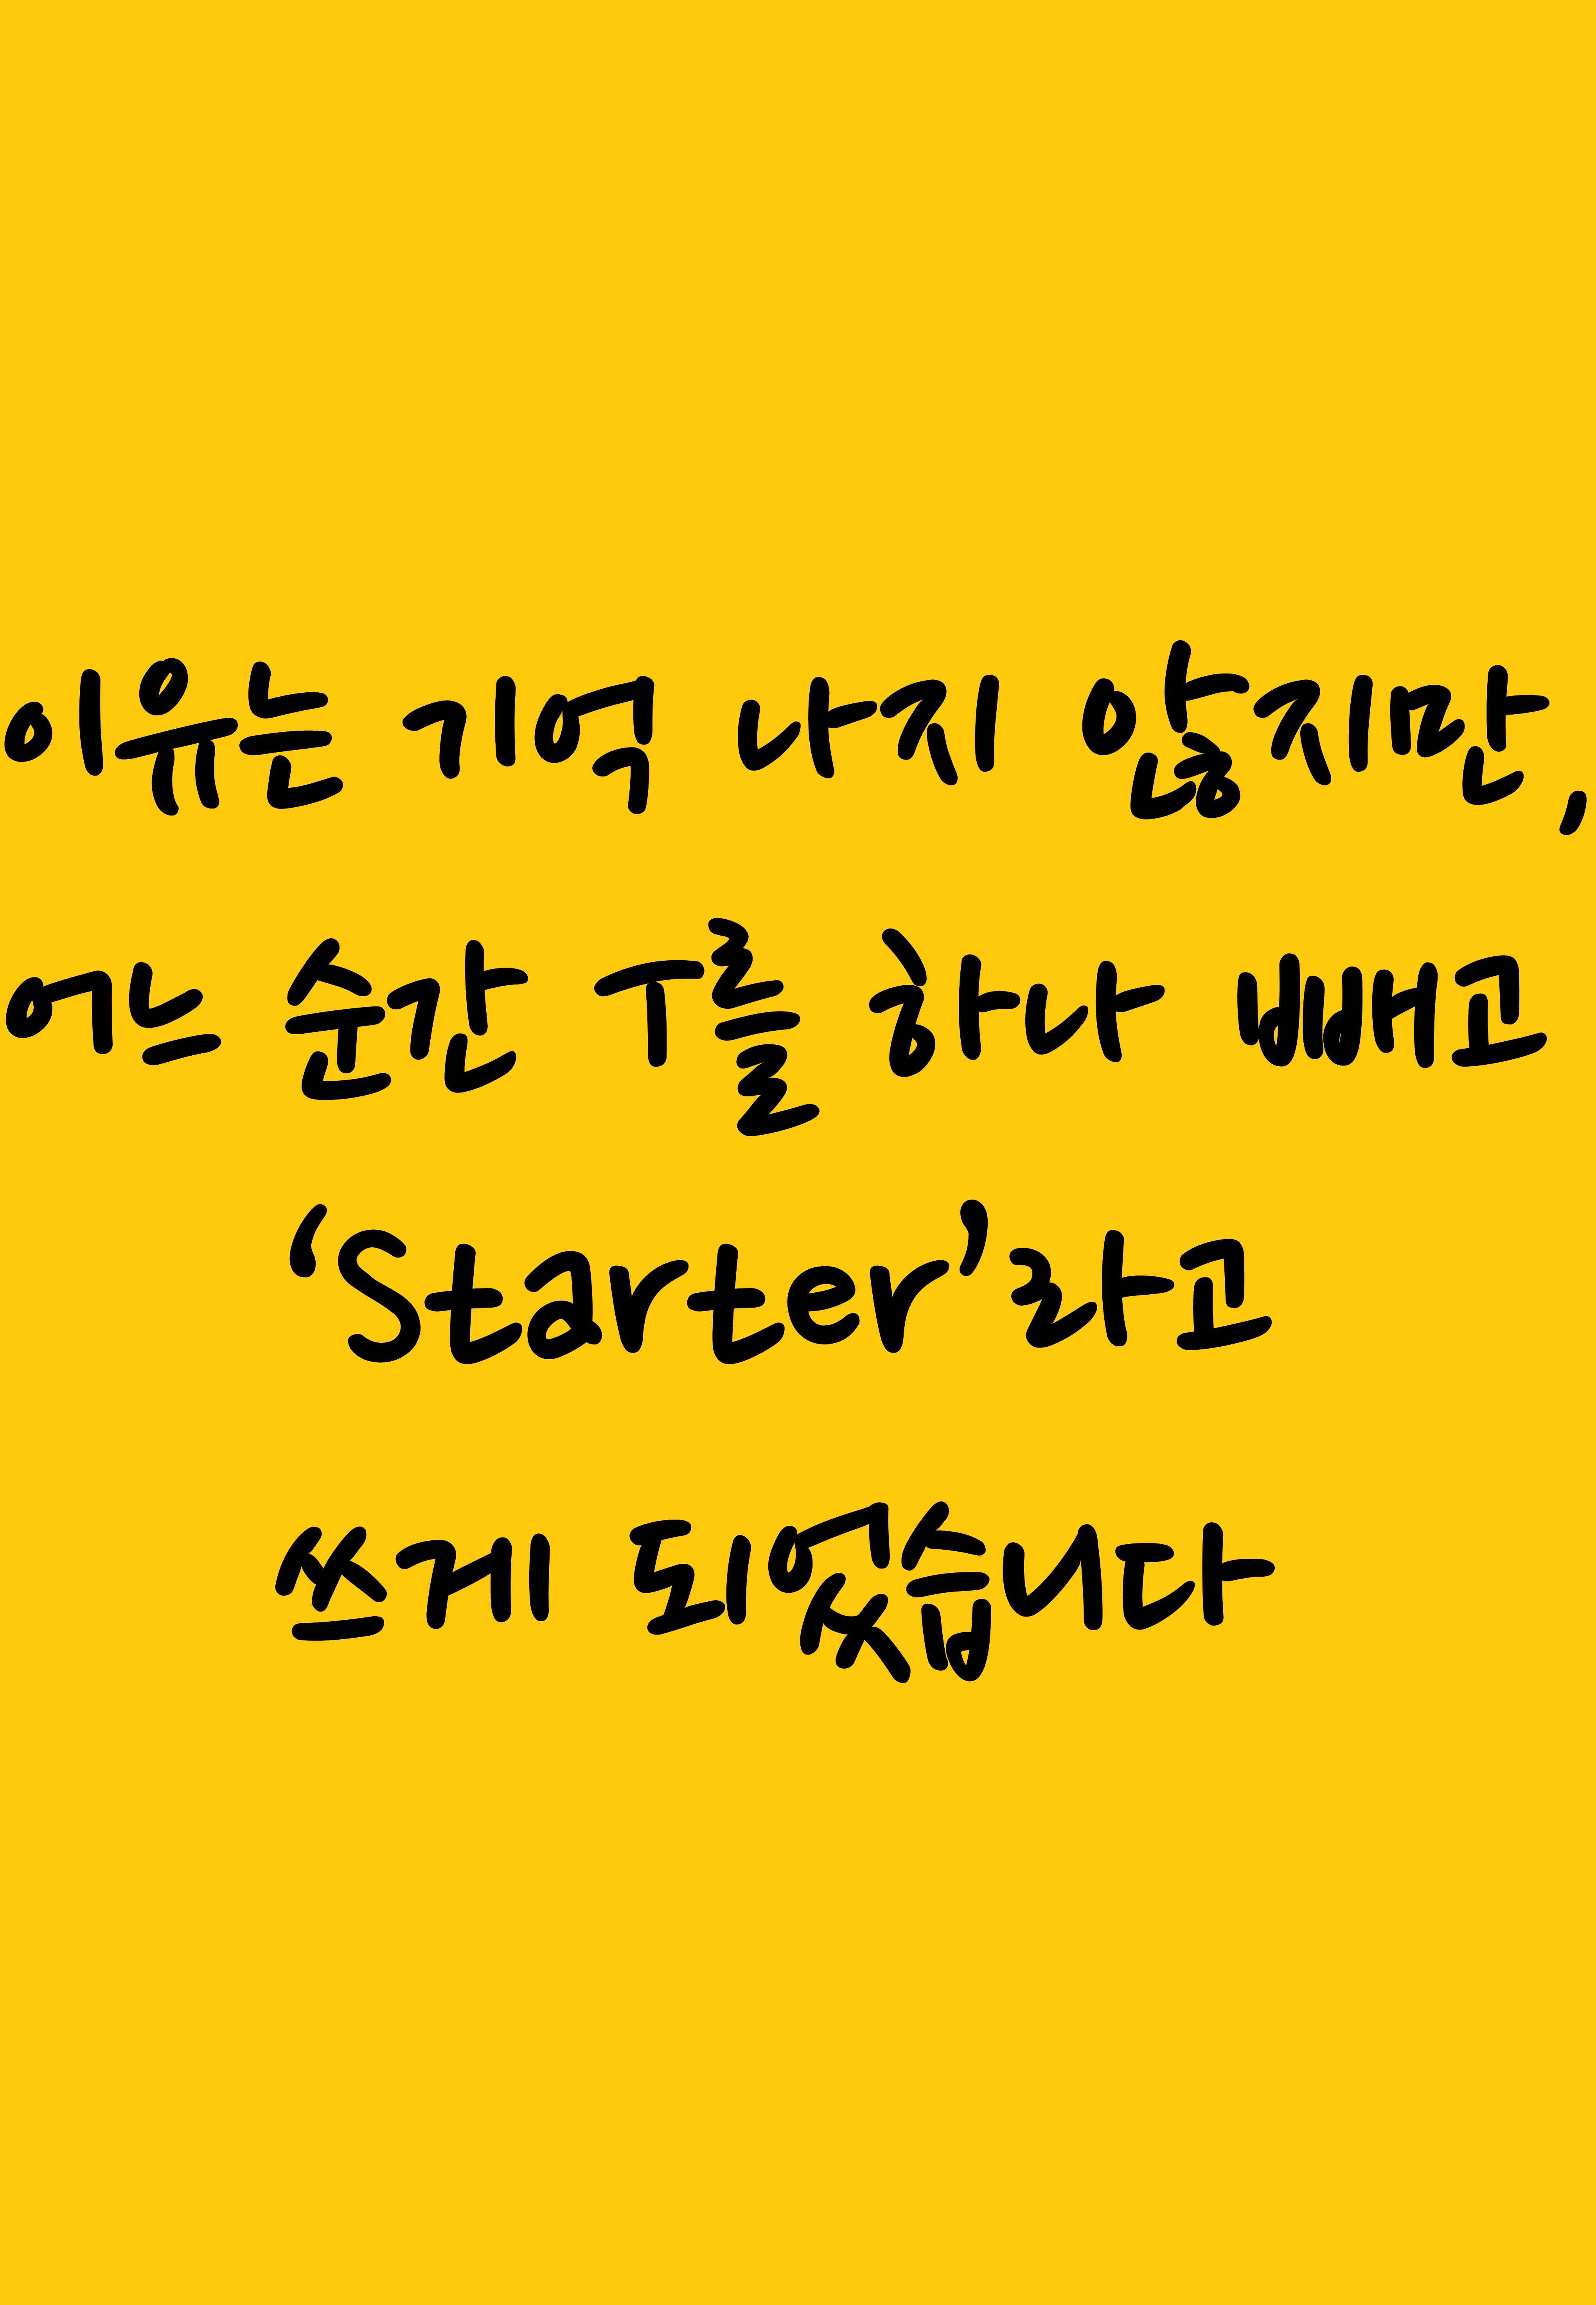 이유는 기억 나지 않지만,
어느 순간 T를 하나 빼고
‘Starter’라고
쓰게 되었습니다